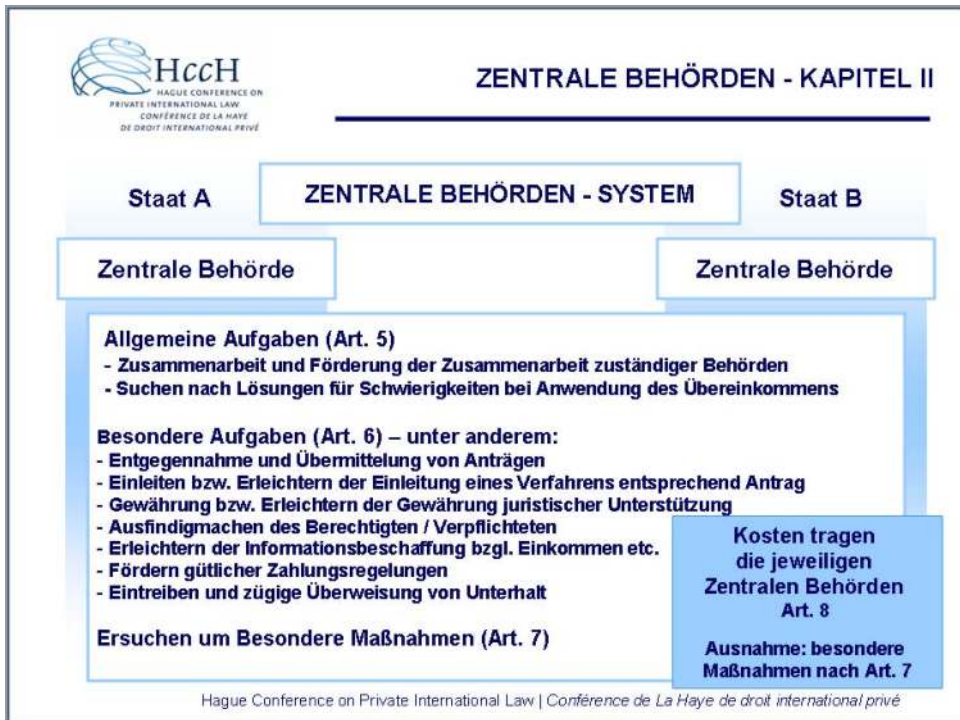 HccH
HAGUE CONFERENCE ON
PRIVATE INTERNATIONAL LAW
CONFÉRENCE DE LA HAYE
DE DROIT INTERNATIONAL PRIVÉ
ZENTRALE BEHÖRDEN - KAPITEL II
Staat A
ZENTRALE BEHÖRDEN - SYSTEM
Staat B
Zentrale Behörde
Zentrale Behörde
Allgemeine Aufgaben (Art. 5)
- Zusammenarbeit und Förderung der Zusammenarbeit zuständiger Behörden
- Suchen nach Lösungen für Schwierigkeiten bei Anwendung des Übereinkommens
Besondere Aufgaben (Art. 6) – unter anderem:
- Entgegennahme und Übermittelung von Anträgen
- Einleiten bzw. Erleichtern der Einleitung eines Verfahrens entsprechend Antrag
- Gewährung bzw. Erleichtern der Gewährung juristischer Unterstützung
- Ausfindigmachen des Berechtigten / Verpflichteten
- Erleichtern der Informationsbeschaffung bzgl. Einkommen etc.
- Fördern gütlicher Zahlungsregelungen
- Eintreiben und zügige Überweisung von Unterhalt
Ersuchen um Besondere Maßnahmen (Art. 7)
Kosten tragen
die jeweiligen
Zentralen Behörden
Art. 8
Ausnahme: besondere
Maßnahmen nach Art. 7
Hague Conference on Private International Law | Conférence de La Haye de droit international privé